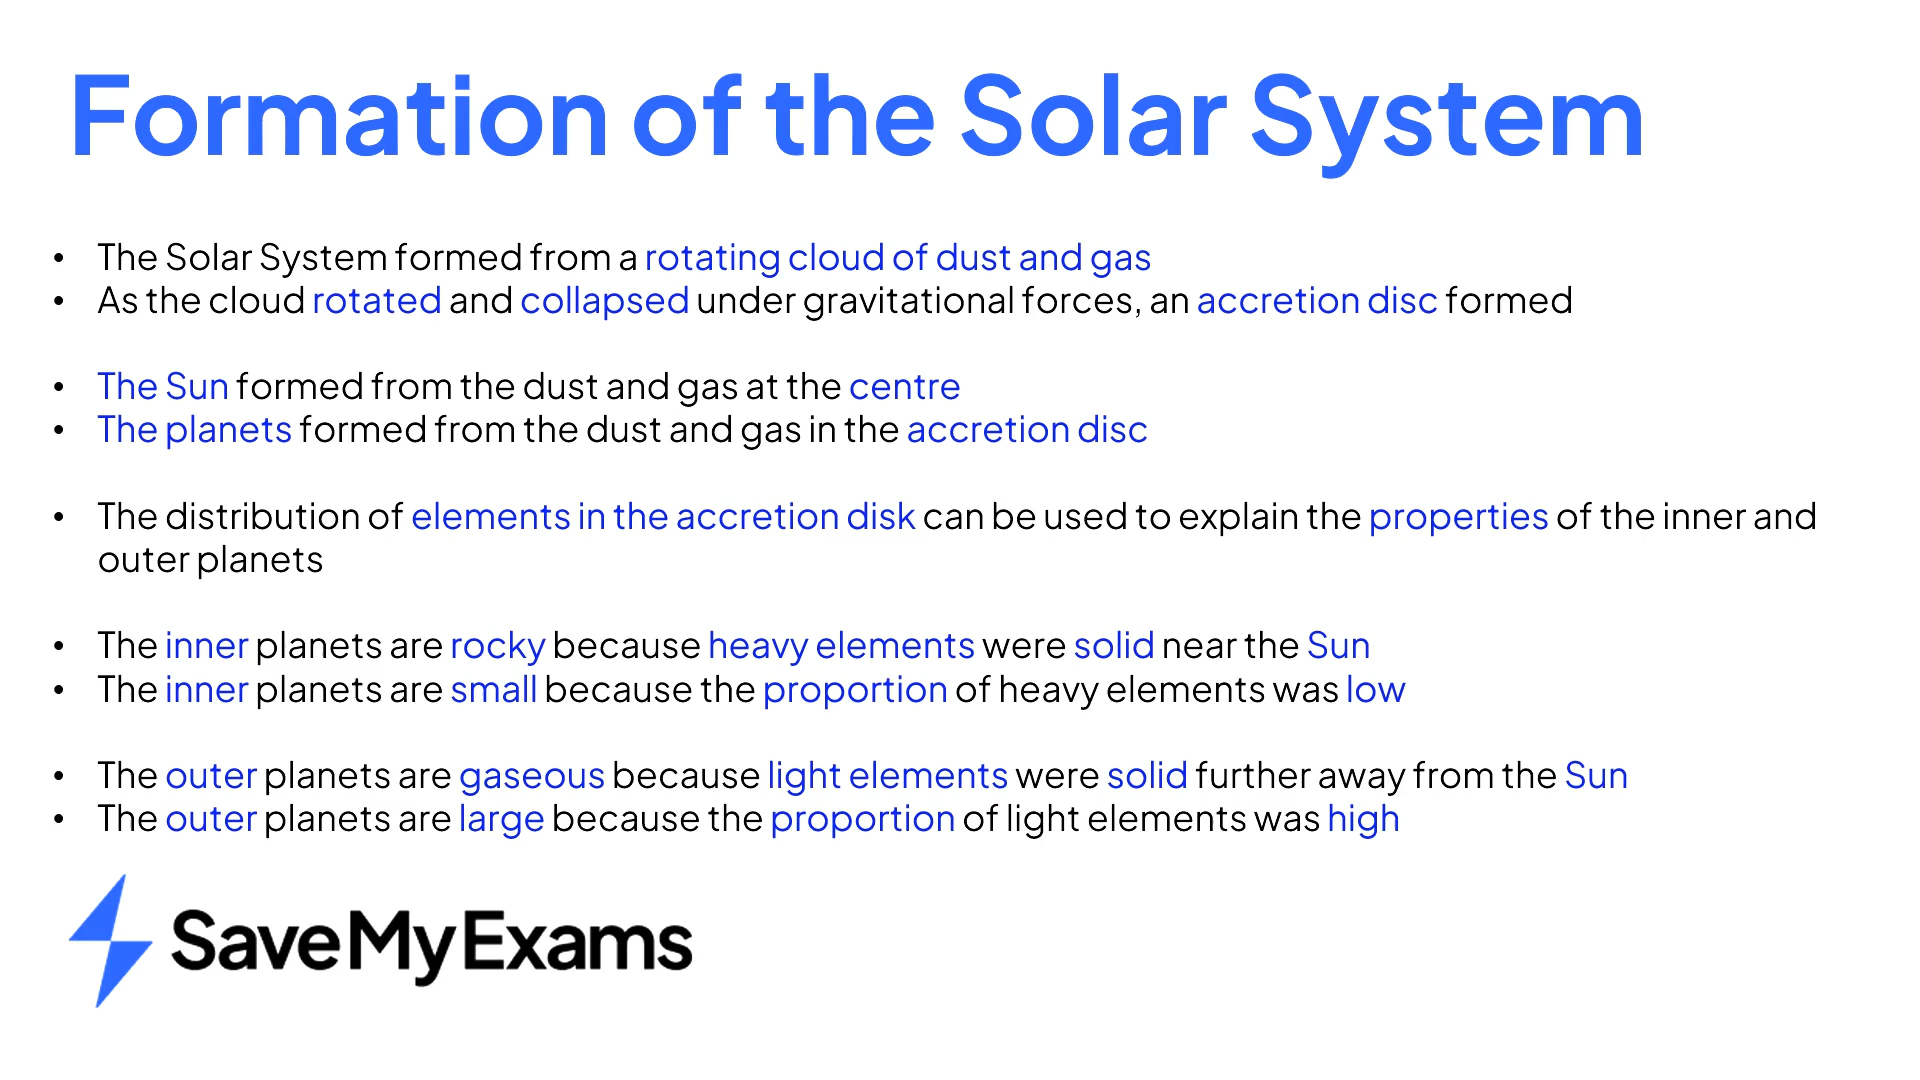 Formation of the Solar System
• The Solar System formed from a rotating cloud of dust and gas
• As the cloud rotated and collapsed under gravitational forces, an accretion disc formed
• The Sun formed from the dust and gas at the centre
• The planets formed from the dust and gas in the accretion disc
• The distribution of elements in the accretion disk can be used to explain the properties of the inner and
outer planets
• The inner planets are rocky because heavy elements were solid near the Sun
• The inner planets are small because the proportion of heavy elements was low
• The outer planets are gaseous because light elements were solid further away from the Sun
• The outer planets are large because the proportion of light elements was high
SaveMyExams